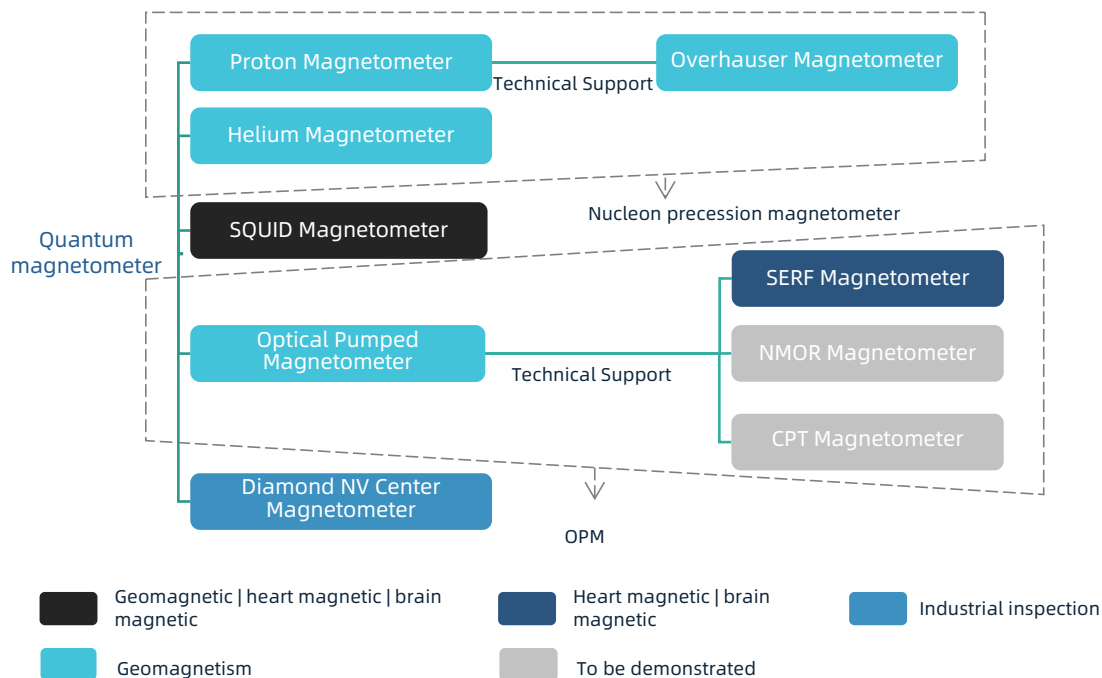 Proton Magnetometer
Overhauser Magnetometer
Technical Support
Helium Magnetometer
Nucleon precession magnetometer
SQUID Magnetometer
Quantum
magnetometer
SERF Magnetometer
Optical Pumped
Magnetometer
NMOR Magnetometer
Technical Support
CPT Magnetometer
Diamond NV Center
Magnetometer
OPM
Geomagnetic | heart magnetic | brain
magnetic
Heart magnetic | brain
magnetic
Industrial inspection
Geomagnetism
To be demonstrated